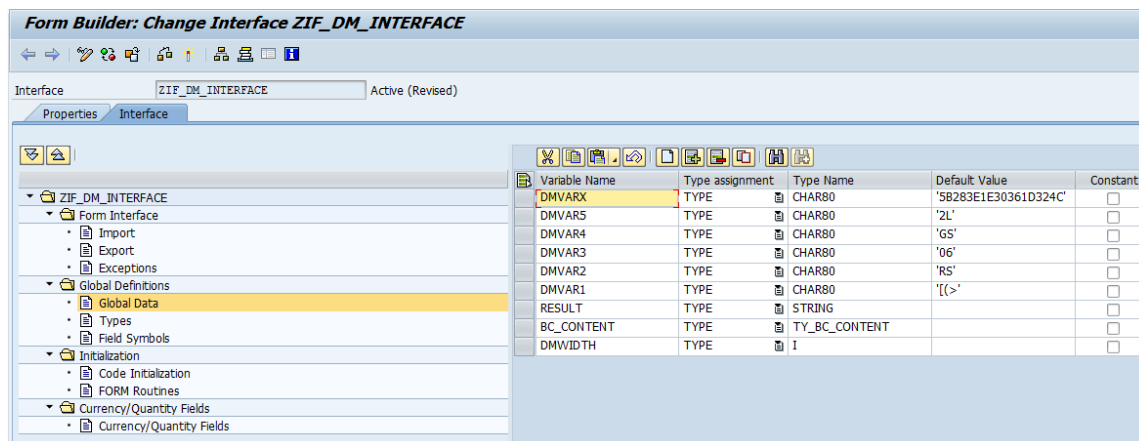 Form Builder: Change Interface ZIF_DM_INTERFACE
Interface ZIF_DM_INTERFACE Active (Revised)
Properties Interface
Variable Name Type assignment Type Name Default Value Constant
ZIF_DM_INTERFACE
Form Interface
Import
Export
Exceptions
Global Definitions
Global Data
Types
Field Symbols
Initialization
Code Initialization
FORM Routines
Currency/Quantity Fields
Currency/Quantity Fields
DMVARX TYPE CHAR80 '5B283E1E30361D324C'
DMVAR5 TYPE CHAR80 '2L'
DMVAR4 TYPE CHAR80 'GS'
DMVAR3 TYPE CHAR80 '06'
DMVAR2 TYPE CHAR80 'RS'
DMVAR1 TYPE CHAR80 '[(>'
RESULT TYPE STRING
BC_CONTENT TYPE TY_BC_CONTENT
DMWIDTH TYPE I